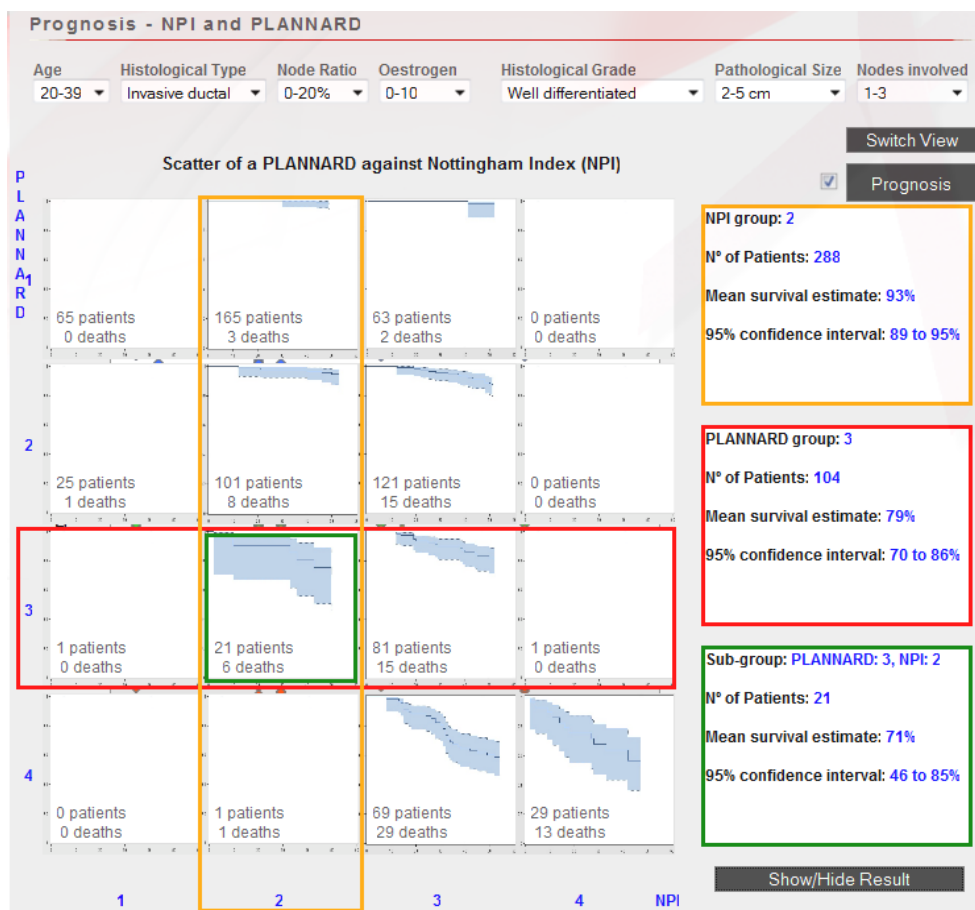 Prognosis - NPI and PLANNARD
Age Histological Type Node Ratio Oestrogen Histological Grade Pathological Size Nodes involved
20-39 Invasive ductal 0-20% 0-10 Well differentiated 2-5 cm 1-3
Switch View
Scatter of a PLANNARD against Nottingham Index (NPI)
Prognosis
PLANNARD
1
65 patients 165 patients 63 patients 0 patients
0 deaths 3 deaths 2 deaths 0 deaths
2
25 patients 101 patients 121 patients 0 patients
1 deaths 8 deaths 15 deaths 0 deaths
3
1 patients 21 patients 81 patients 1 patients
0 deaths 6 deaths 15 deaths 0 deaths
4
0 patients 1 patients 69 patients 29 patients
0 deaths 1 deaths 29 deaths 13 deaths
1 2 3 4 NPI
NPI group: 2
Nº of Patients: 288
Mean survival estimate: 93%
95% confidence interval: 89 to 95%
PLANNARD group: 3
Nº of Patients: 104
Mean survival estimate: 79%
95% confidence interval: 70 to 86%
Sub-group: PLANNARD: 3, NPI: 2
Nº of Patients: 21
Mean survival estimate: 71%
95% confidence interval: 46 to 85%
Show/Hide Result